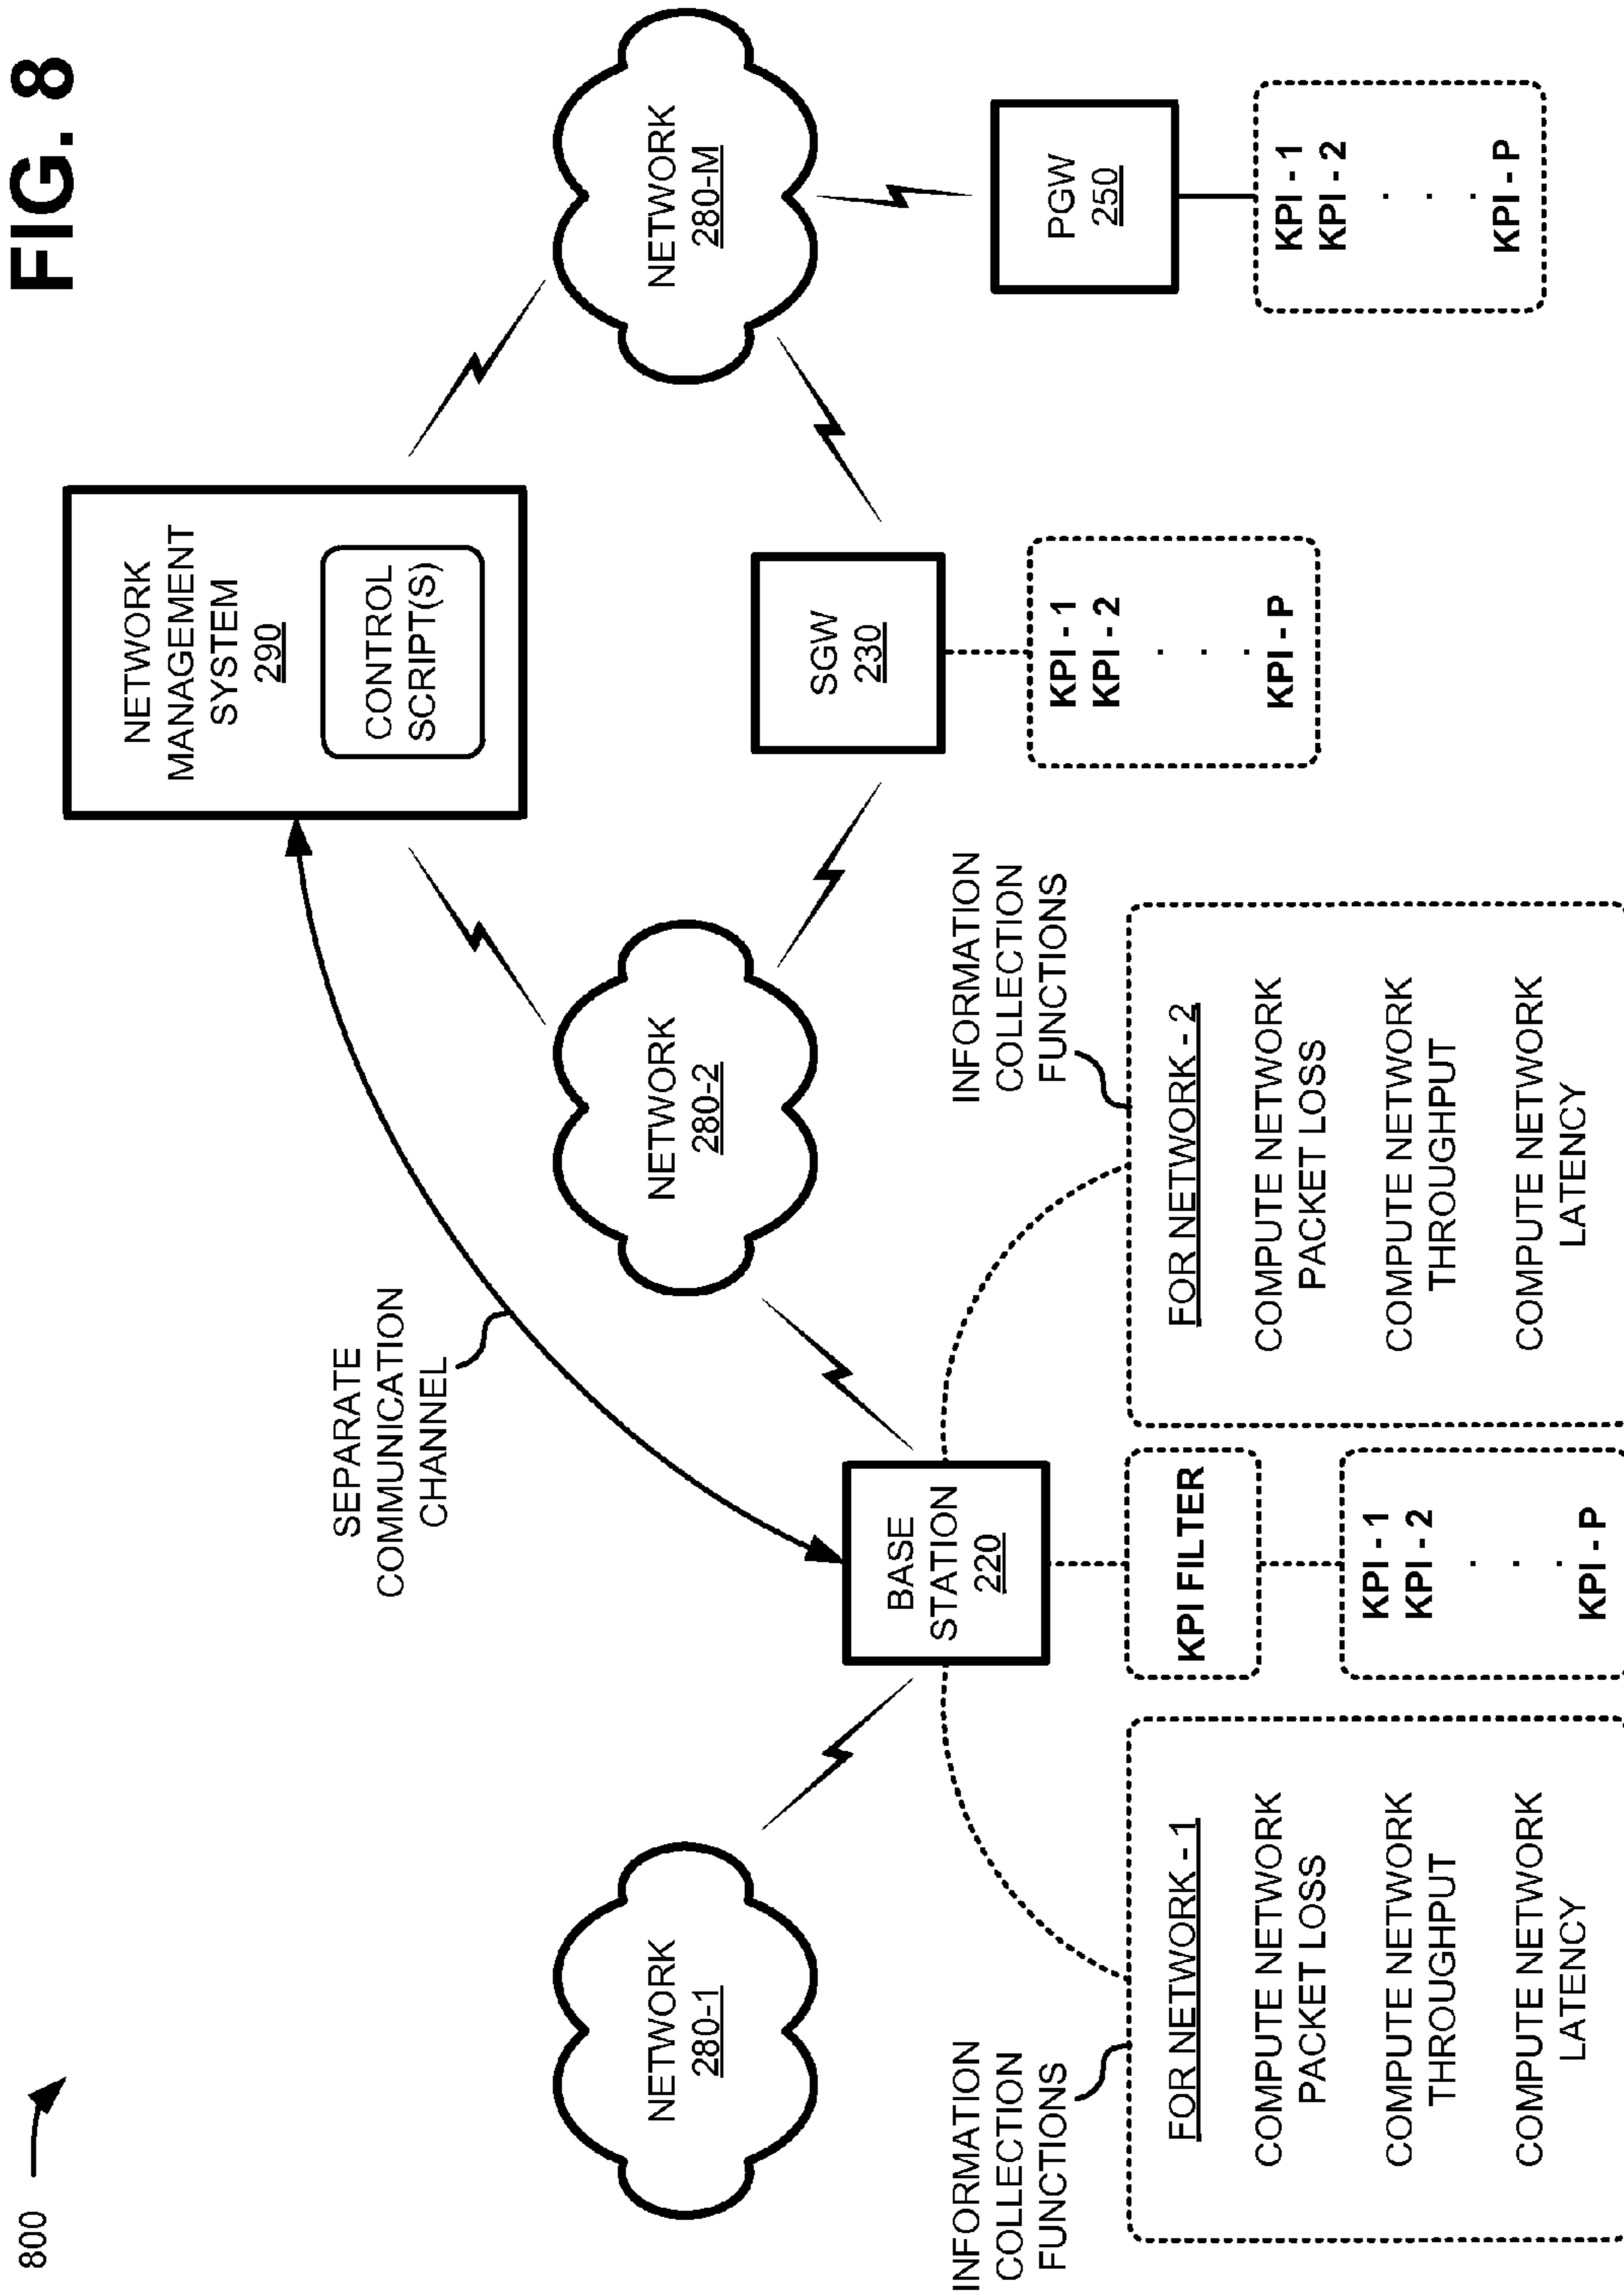 800
FIG. 8
NETWORK
MANAGEMENT
SYSTEM
290
CONTROL
SCRIPT(S)
SEPARATE
COMMUNICATION
CHANNEL
NETWORK
280-1
NETWORK
280-2
NETWORK
280-M
BASE
STATION
220
SGW
230
PGW
250
INFORMATION
COLLECTION
FUNCTIONS
FOR NETWORK - 1
COMPUTE NETWORK
PACKET LOSS
COMPUTE NETWORK
THROUGHPUT
COMPUTE NETWORK
LATENCY
KPI FILTER
KPI - 1
KPI - 2
.
.
.
KPI - P
INFORMATION
COLLECTION
FUNCTIONS
FOR NETWORK - 2
COMPUTE NETWORK
PACKET LOSS
COMPUTE NETWORK
THROUGHPUT
COMPUTE NETWORK
LATENCY
KPI - 1
KPI - 2
.
.
.
KPI - P
KPI - 1
KPI - 2
.
.
.
KPI - P